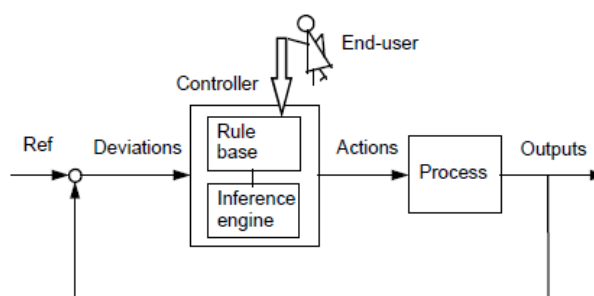 End-user
Controller
Ref
Deviations
Rule
base
Inference
engine
Actions
Process
Outputs